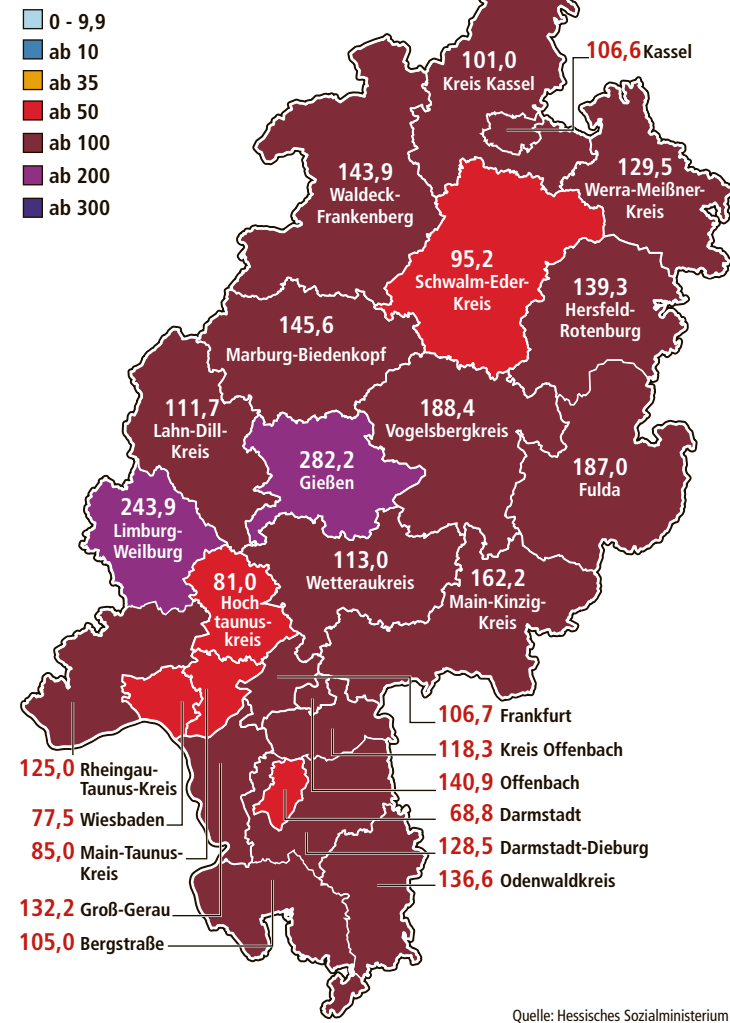 0 - 9,9
ab 10
ab 35
ab 50
ab 100
ab 200
ab 300
101,0
Kreis Kassel
106,6 Kassel
143,9
Waldeck-
Frankenberg
129,5
Werra-Meißner-
Kreis
95,2
Schwalm-Eder-
Kreis
139,3
Hersfeld-
Rotenburg
145,6
Marburg-Biedenkopf
111,7
Lahn-Dill-
Kreis
188,4
Vogelsbergkreis
282,2
Gießen
187,0
Fulda
243,9
Limburg-
Weilburg
113,0
Wetteraukreis
81,0
Hoch-
taunus-
kreis
162,2
Main-Kinzig-
Kreis
106,7 Frankfurt
118,3 Kreis Offenbach
140,9 Offenbach
68,8 Darmstadt
128,5 Darmstadt-Dieburg
136,6 Odenwaldkreis
125,0 Rheingau-
Taunus-Kreis
77,5 Wiesbaden
85,0 Main-Taunus-
Kreis
132,2 Groß-Gerau
105,0 Bergstraße
Quelle: Hessisches Sozialministerium